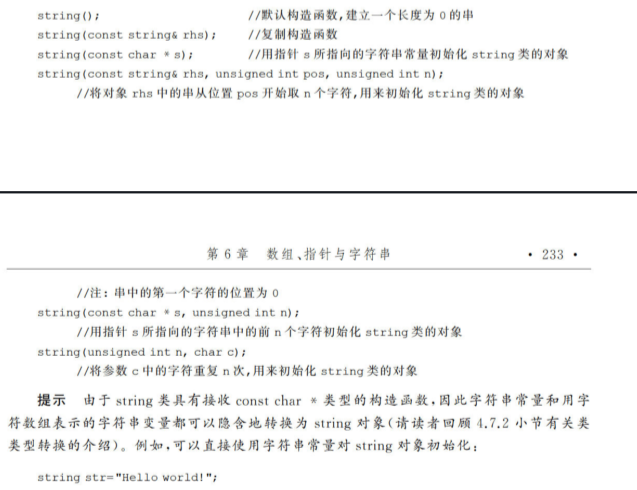 string();                              //默认构造函数,建立一个长度为 0 的串
string(const string& rhs);     //复制构造函数
string(const char * s);          //用指针 s 所指向的字符串常量初始化 string 类的对象
string(const string& rhs, unsigned int pos, unsigned int n);
//将对象 rhs 中的串从位置 pos 开始取 n 个字符,用来初始化 string 类的对象
第 6 章 数组、指针与字符串 • 233 •
//注: 串中的第一个字符的位置为 0
string(const char * s, unsigned int n);
//用指针 s 所指向的字符串中的前 n 个字符初始化 string 类的对象
string(unsigned int n, char c);
//将参数 c 中的字符重复 n 次,用来初始化 string 类的对象
提示 由于 string 类具有接收 const char * 类型的构造函数,因此字符串常量和用字
符数组表示的字符串变量都可以隐含地转换为 string 对象(请读者回顾 4.7.2 小节有关类
类型转换的介绍)。例如,可以直接使用字符串常量对 string 对象初始化:
string str="Hello world!";